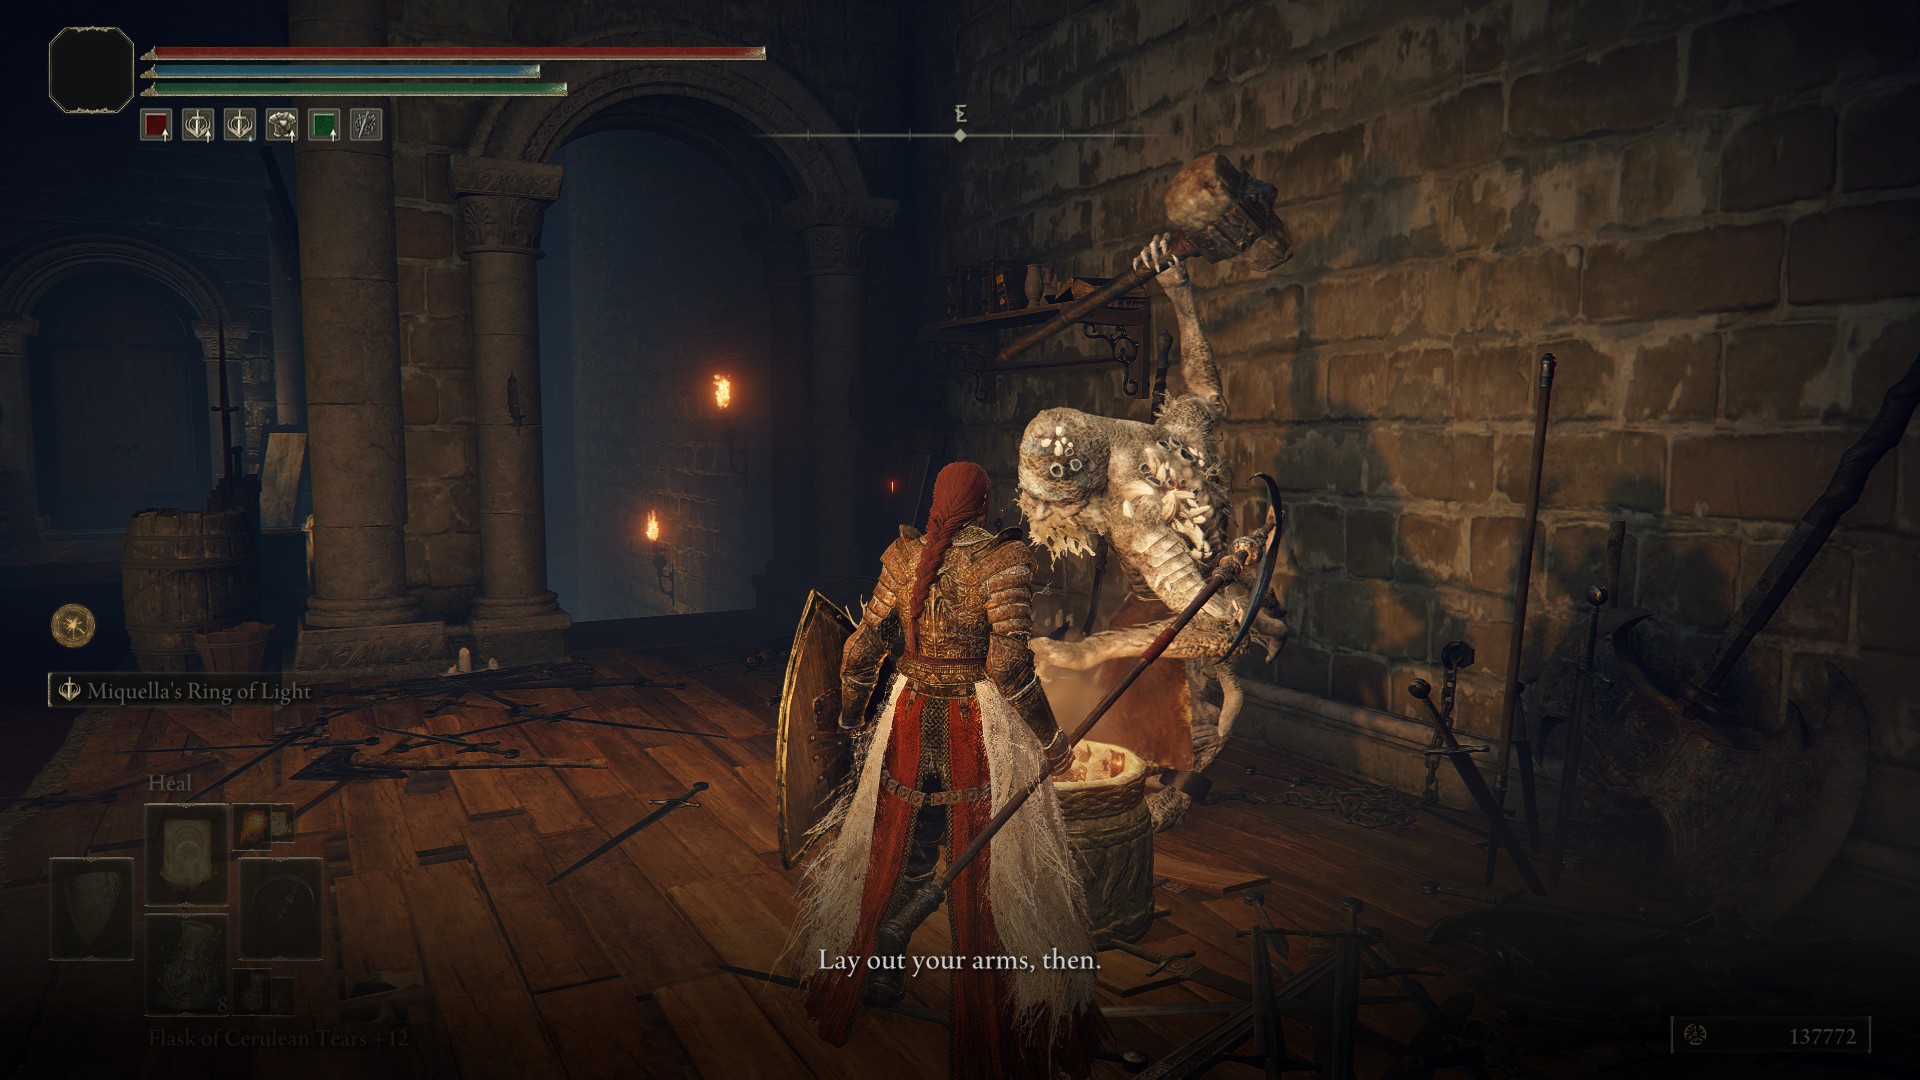 E
Miquella's Ring of Light
Heal
8
Lay out your arms, then.
Flask of Cerulean Tears +12
137772